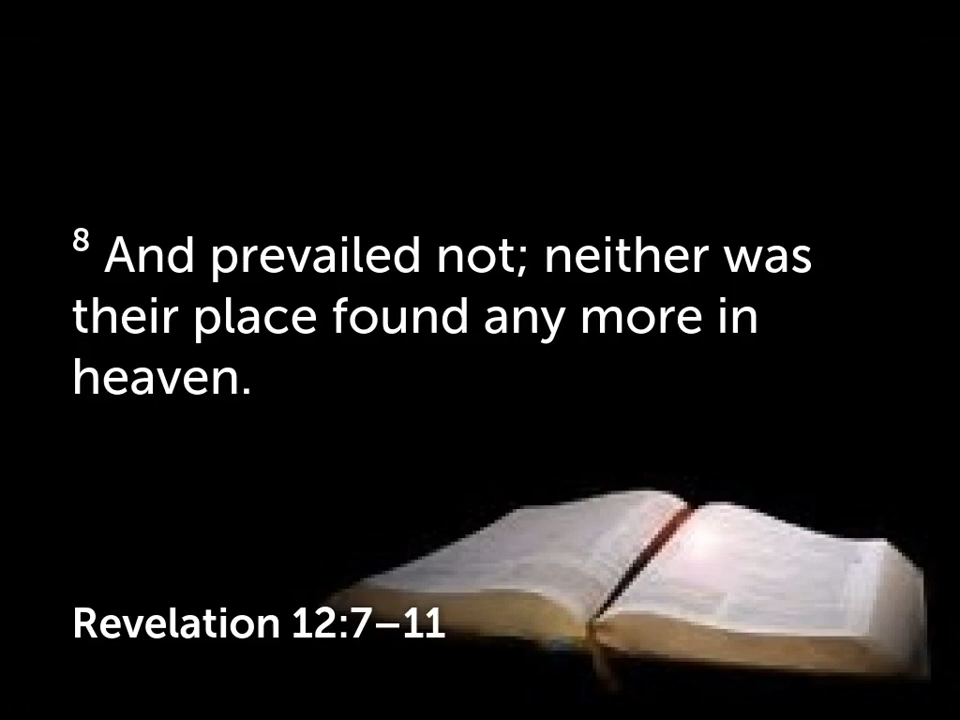 ⁸ And prevailed not; neither was
their place found any more in
heaven.
Revelation 12:7–11